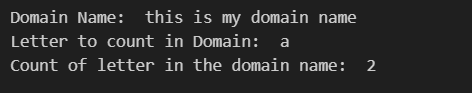 Domain Name:  this is my domain name
Letter to count in Domain:  a
Count of letter in the domain name:  2